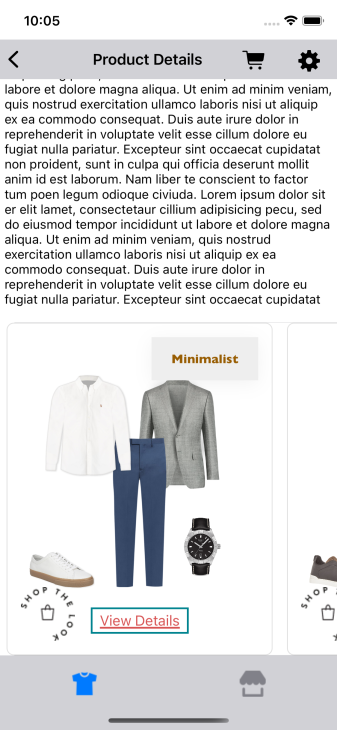 10:05
Product Details
labore et dolore magna aliqua. Ut enim ad minim veniam,
quis nostrud exercitation ullamco laboris nisi ut aliquip
ex ea commodo consequat. Duis aute irure dolor in
reprehenderit in voluptate velit esse cillum dolore eu
fugiat nulla pariatur. Excepteur sint occaecat cupidatat
non proident, sunt in culpa qui officia deserunt mollit
anim id est laborum. Nam liber te conscient to factor
tum poen legum odioque civiuda. Lorem ipsum dolor sit
er elit lamet, consectetaur cillium adipisicing pecu, sed
do eiusmod tempor incididunt ut labore et dolore magna
aliqua. Ut enim ad minim veniam, quis nostrud
exercitation ullamco laboris nisi ut aliquip ex ea
commodo consequat. Duis aute irure dolor in
reprehenderit in voluptate velit esse cillum dolore eu
fugiat nulla pariatur. Excepteur sint occaecat cupidatat
Minimalist
SHOP THE LOOK
View Details